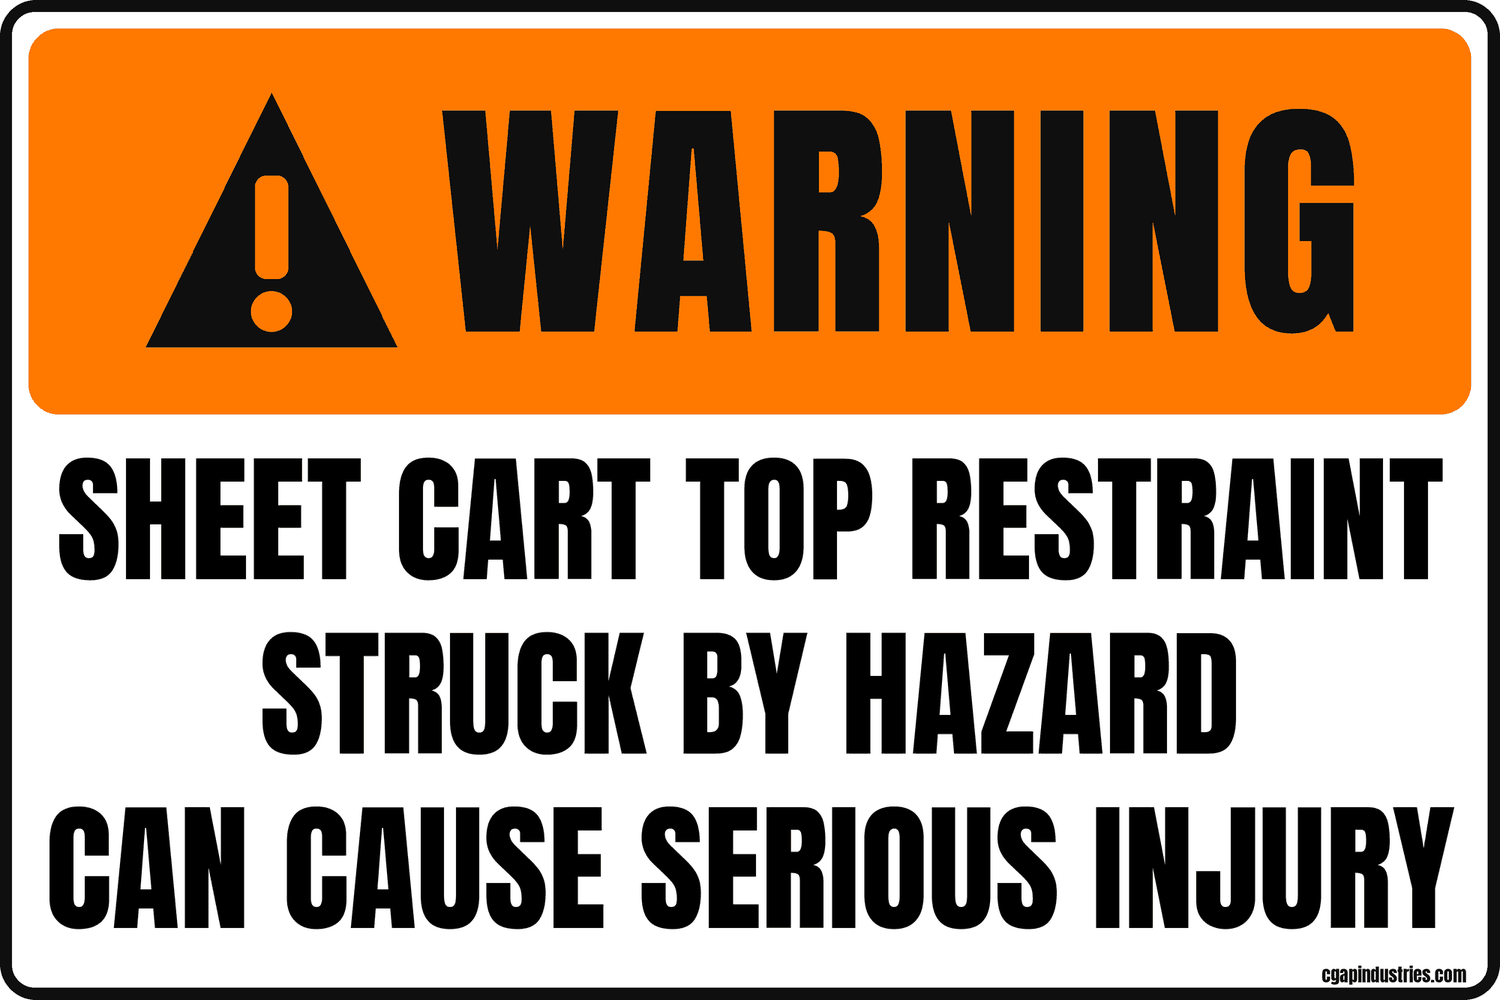 WARNING
SHEET CART TOP RESTRAINT
STRUCK BY HAZARD
CAN CAUSE SERIOUS INJURY
cgapindustries.com